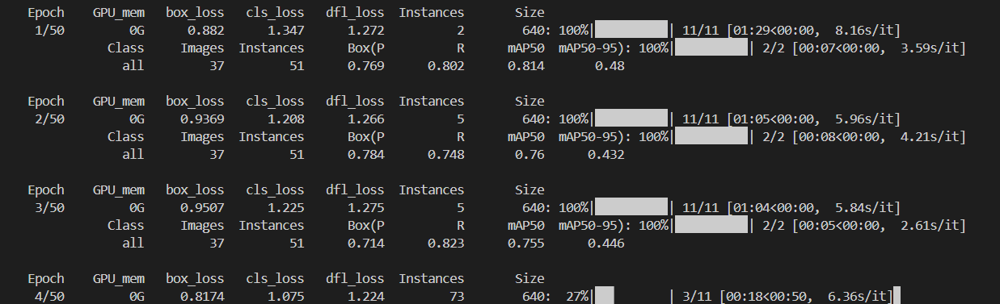 Epoch GPU_mem box_loss cls_loss dfl_loss Instances Size
1/50 0G 0.882 1.347 1.272 2 640: 100%|██████████| 11/11 [01:29<00:00, 8.16s/it]
Class Images Instances Box(P R mAP50 mAP50-95): 100%|██████████| 2/2 [00:07<00:00, 3.59s/it]
all 37 51 0.769 0.802 0.814 0.48
Epoch GPU_mem box_loss cls_loss dfl_loss Instances Size
2/50 0G 0.9369 1.208 1.266 5 640: 100%|██████████| 11/11 [01:05<00:00, 5.96s/it]
Class Images Instances Box(P R mAP50 mAP50-95): 100%|██████████| 2/2 [00:08<00:00, 4.21s/it]
all 37 51 0.784 0.748 0.76 0.432
Epoch GPU_mem box_loss cls_loss dfl_loss Instances Size
3/50 0G 0.9507 1.225 1.275 5 640: 100%|██████████| 11/11 [01:04<00:00, 5.84s/it]
Class Images Instances Box(P R mAP50 mAP50-95): 100%|██████████| 2/2 [00:05<00:00, 2.61s/it]
all 37 51 0.714 0.823 0.755 0.446
Epoch GPU_mem box_loss cls_loss dfl_loss Instances Size
4/50 0G 0.8174 1.075 1.224 73 640: 27%|██▋ | 3/11 [00:18<00:50, 6.36s/it]